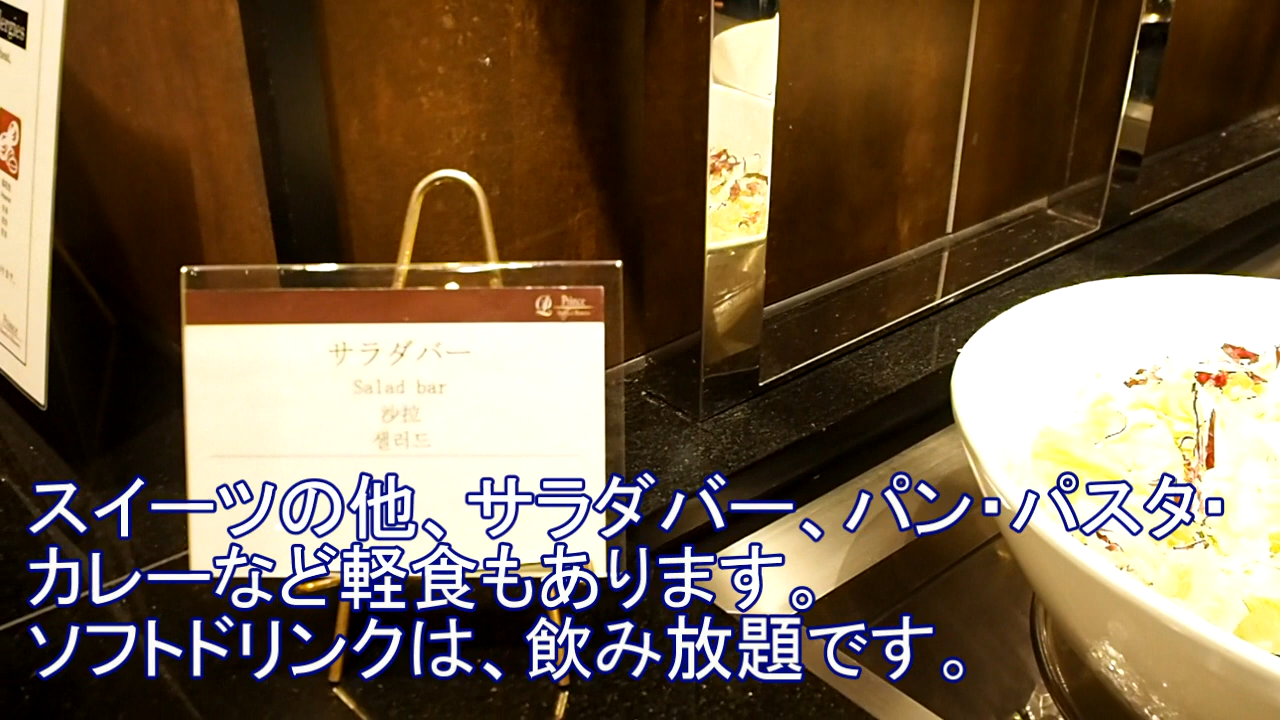 Prince
サラダバー
Salad bar
沙拉
샐러드
スイーツの他、サラダバー、パン・パスタ・
カレーなど軽食もあります。
ソフトドリンクは、飲み放題です。